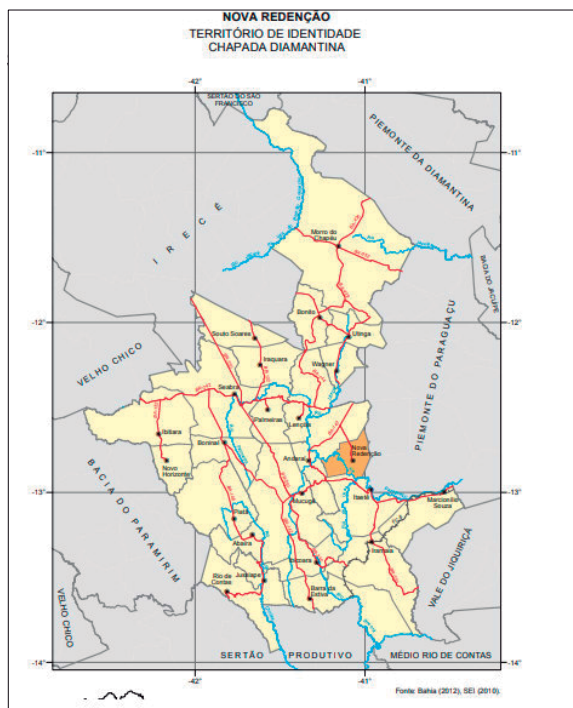 NOVA REDENÇÃO
TERRITÓRIO DE IDENTIDADE
CHAPADA DIAMANTINA
-42
-41
SERTÃO DO SÃO
FRANCISCO
PIEMONTE DA DIAMANTINA
-11
-11
IRECÊ
Morro do
Chapéu
BACIA DO JACUÍPE
-12
-12
Bonito
Utinga
Souto Soares
PIEMONTE DO PARAGUAÇU
VELHO CHICO
Iraquara
Wagner
Seabra
Palmeiras
Lençóis
Ibitiara
Boninal
Nova
Redenção
Andaraí
Novo
Horizonte
BACIA DO PARAMIRIM
-13
-13
Mucugê
Itaetê
Marcionílio
Souza
Piatã
Abaíra
Iramaia
VALE DO JIQUIRIÇÁ
Ibicoara
Rio de
Contas
Jussiape
Barra da
Estiva
VELHO CHICO
SERTÃO PRODUTIVO
MÉDIO RIO DE CONTAS
-14
-14
-42
-41
Fonte: Bahia (2012), SEI (2010).